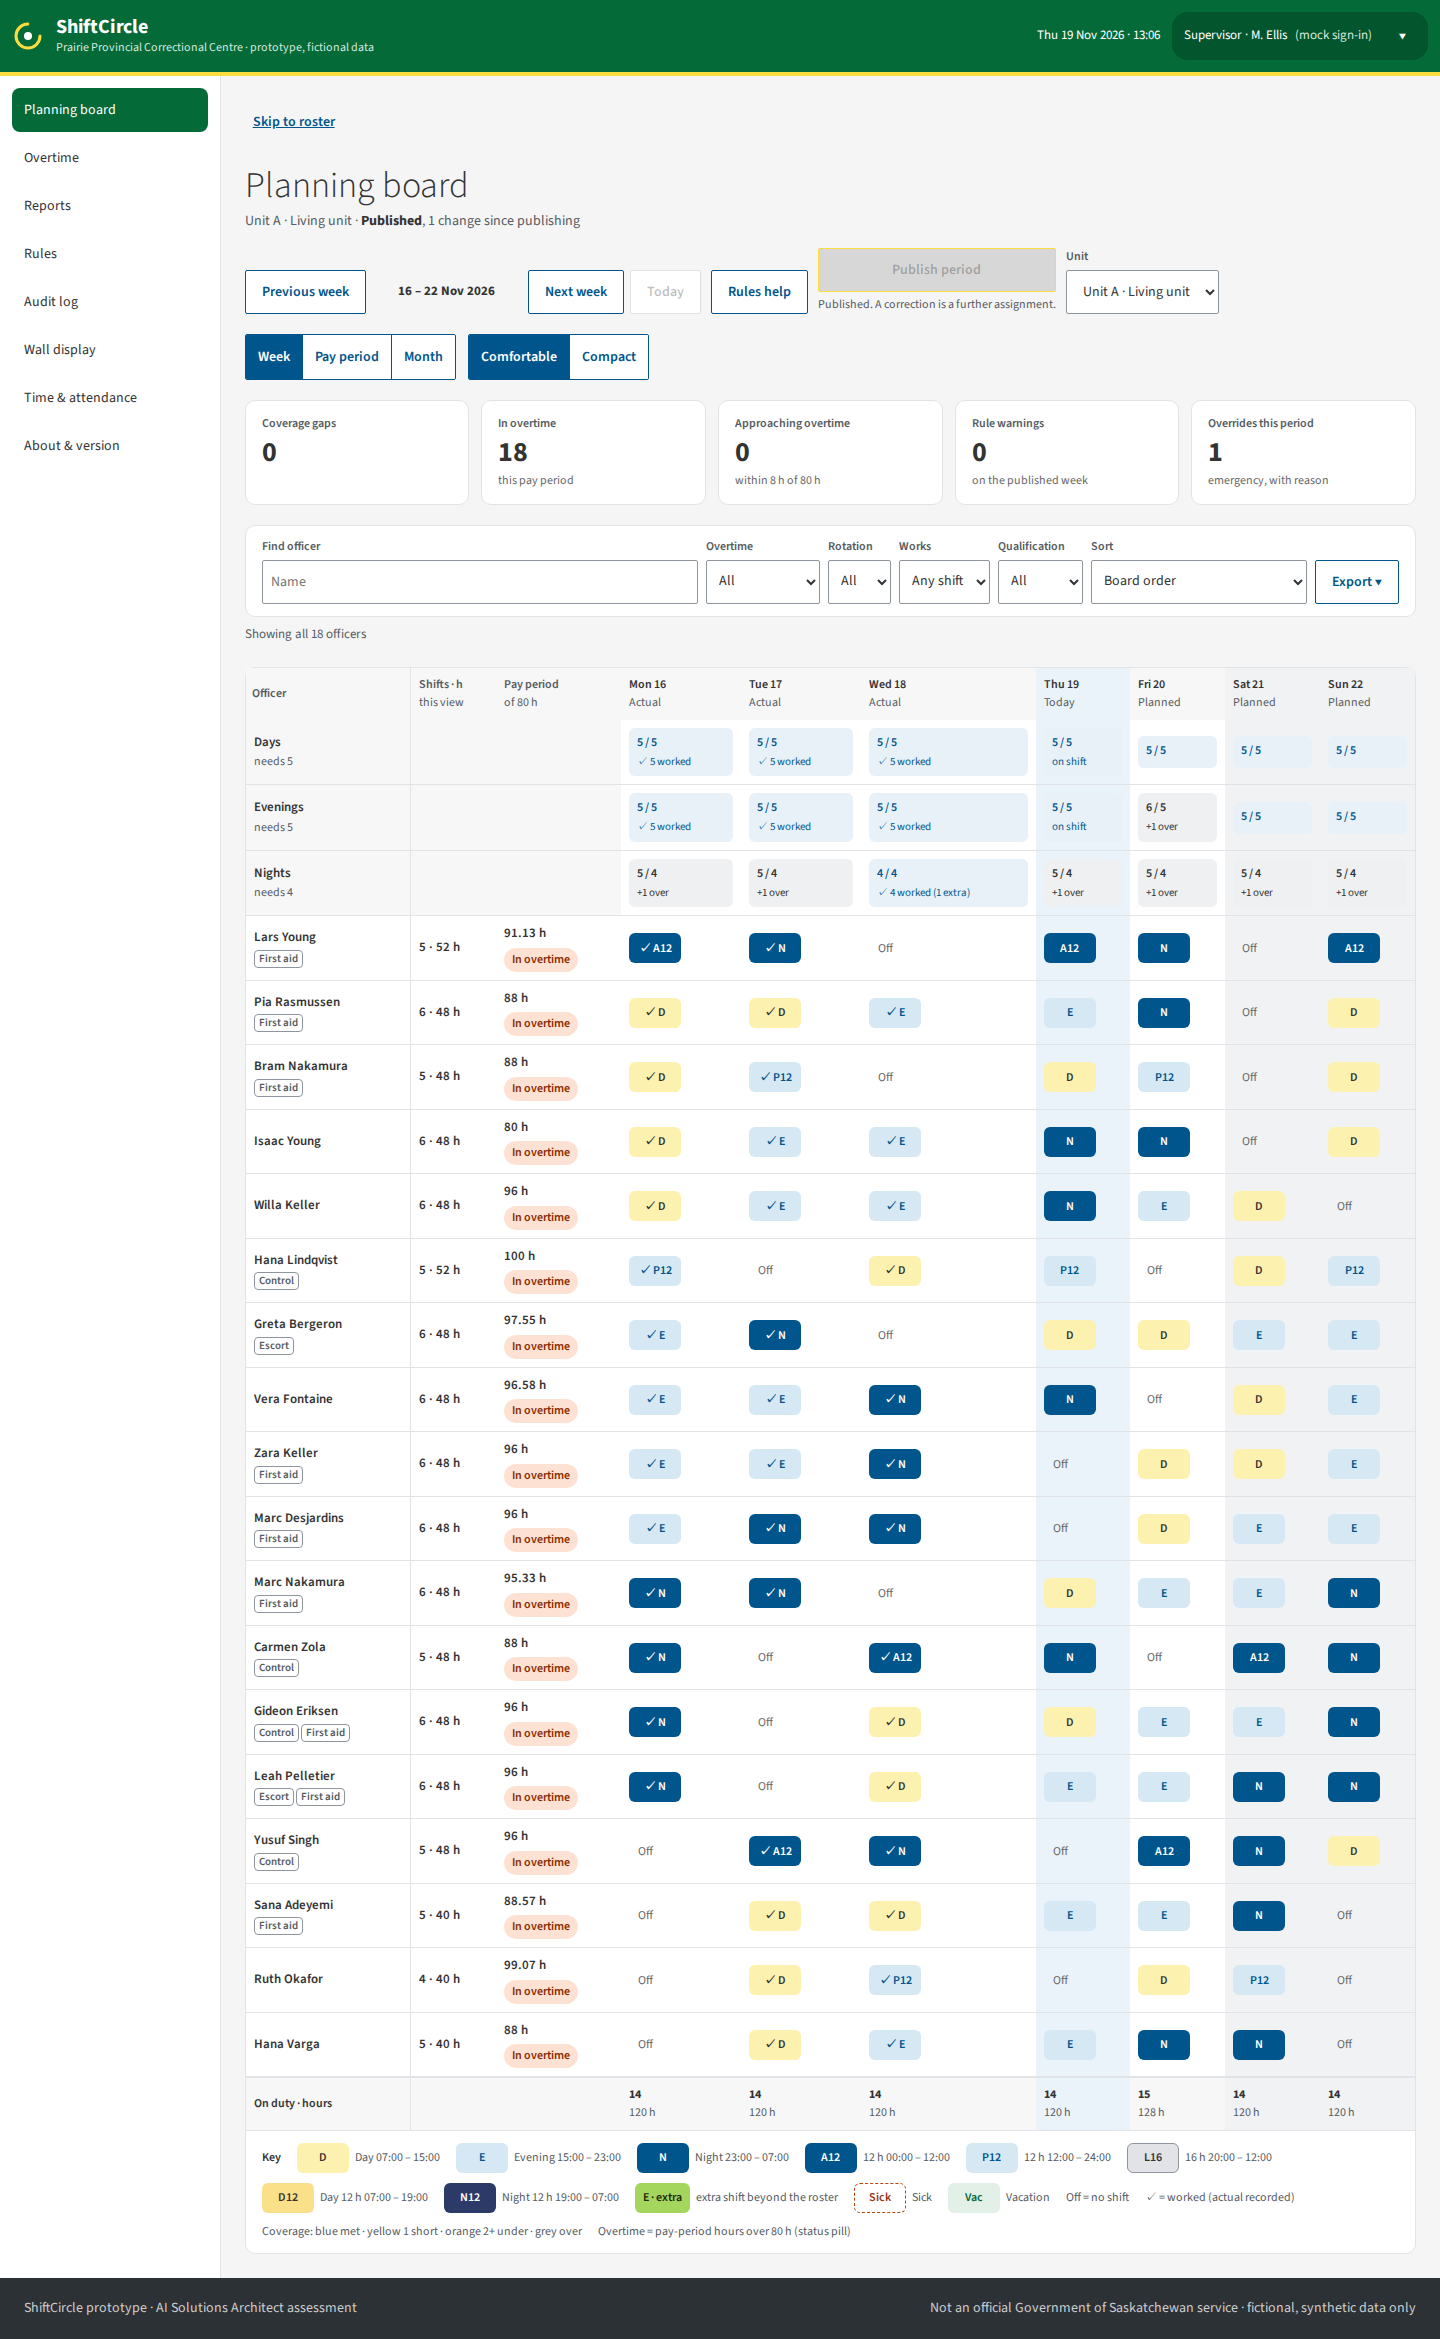 ShiftCircle
Prairie Provincial Correctional Centre · prototype, fictional data
Thu 19 Nov 2026 · 13:06
Supervisor · M. Ellis (mock sign-in) ▾
Planning board
Overtime
Reports
Rules
Audit log
Wall display
Time & attendance
About & version
Skip to roster
Planning board
Unit A · Living unit · Published, 1 change since publishing
Previous week 16 – 22 Nov 2026 Next week Today Rules help Publish period
Published. A correction is a further assignment.
Unit
Unit A · Living unit
Week Pay period Month Comfortable Compact
Coverage gaps
0
In overtime
18
this pay period
Approaching overtime
0
within 8 h of 80 h
Rule warnings
0
on the published week
Overrides this period
1
emergency, with reason
Find officer Overtime Rotation Works Qualification Sort
Name All All Any shift All Board order Export ▾
Showing all 18 officers
Officer Shifts · h this view Pay period of 80 h Mon 16 Actual Tue 17 Actual Wed 18 Actual Thu 19 Today Fri 20 Planned Sat 21 Planned Sun 22 Planned
Days 5 / 5 5 / 5 5 / 5 5 / 5 5 / 5 5 / 5 5 / 5
needs 5 ✓ 5 worked ✓ 5 worked ✓ 5 worked on shift
Evenings 5 / 5 5 / 5 5 / 5 5 / 5 6 / 5 5 / 5 5 / 5
needs 5 ✓ 5 worked ✓ 5 worked ✓ 5 worked on shift +1 over
Nights 5 / 4 5 / 4 4 / 4 5 / 4 5 / 4 5 / 4 5 / 4
needs 4 +1 over +1 over ✓ 4 worked (1 extra) +1 over +1 over +1 over +1 over
Lars Young First aid 5 · 52 h 91.13 h In overtime ✓ A12 ✓ N Off A12 N Off A12
Pia Rasmussen First aid 6 · 48 h 88 h In overtime ✓ D ✓ D ✓ E E N Off D
Bram Nakamura First aid 5 · 48 h 88 h In overtime ✓ D ✓ P12 Off D P12 Off D
Isaac Young 6 · 48 h 80 h In overtime ✓ D ✓ E ✓ E N N Off D
Willa Keller 6 · 48 h 96 h In overtime ✓ D ✓ E ✓ E N E D Off
Hana Lindqvist Control 5 · 52 h 100 h In overtime ✓ P12 Off ✓ D P12 Off D P12
Greta Bergeron Escort 6 · 48 h 97.55 h In overtime ✓ E ✓ N Off D D E E
Vera Fontaine 6 · 48 h 96.58 h In overtime ✓ E ✓ E ✓ N N Off D E
Zara Keller First aid 6 · 48 h 96 h In overtime ✓ E ✓ E ✓ N Off D D E
Marc Desjardins First aid 6 · 48 h 96 h In overtime ✓ E ✓ N ✓ N Off D E E
Marc Nakamura First aid 6 · 48 h 95.33 h In overtime ✓ N ✓ N Off D E E N
Carmen Zola Control 5 · 48 h 88 h In overtime ✓ N Off ✓ A12 N Off A12 N
Gideon Eriksen Control First aid 6 · 48 h 96 h In overtime ✓ N Off ✓ D D E E N
Leah Pelletier Escort First aid 6 · 48 h 96 h In overtime ✓ N Off ✓ D E E N N
Yusuf Singh Control 5 · 48 h 96 h In overtime Off ✓ A12 ✓ N Off A12 N D
Sana Adeyemi First aid 5 · 40 h 88.57 h In overtime Off ✓ D ✓ D E E N Off
Ruth Okafor 4 · 40 h 99.07 h In overtime Off ✓ D ✓ P12 Off D P12 Off
Hana Varga 5 · 40 h 88 h In overtime Off ✓ D ✓ E E N N Off
On duty · hours 14 14 14 14 15 14 14
120 h 120 h 120 h 120 h 128 h 120 h 120 h
Key D Day 07:00 – 15:00 E Evening 15:00 – 23:00 N Night 23:00 – 07:00 A12 12 h 00:00 – 12:00 P12 12 h 12:00 – 24:00 L16 16 h 20:00 – 12:00
D12 Day 12 h 07:00 – 19:00 N12 Night 12 h 19:00 – 07:00 E · extra extra shift beyond the roster Sick Sick Vac Vacation Off = no shift ✓ = worked (actual recorded)
Coverage: blue met · yellow 1 short · orange 2+ under · grey over Overtime = pay-period hours over 80 h (status pill)
ShiftCircle prototype · AI Solutions Architect assessment
Not an official Government of Saskatchewan service · fictional, synthetic data only